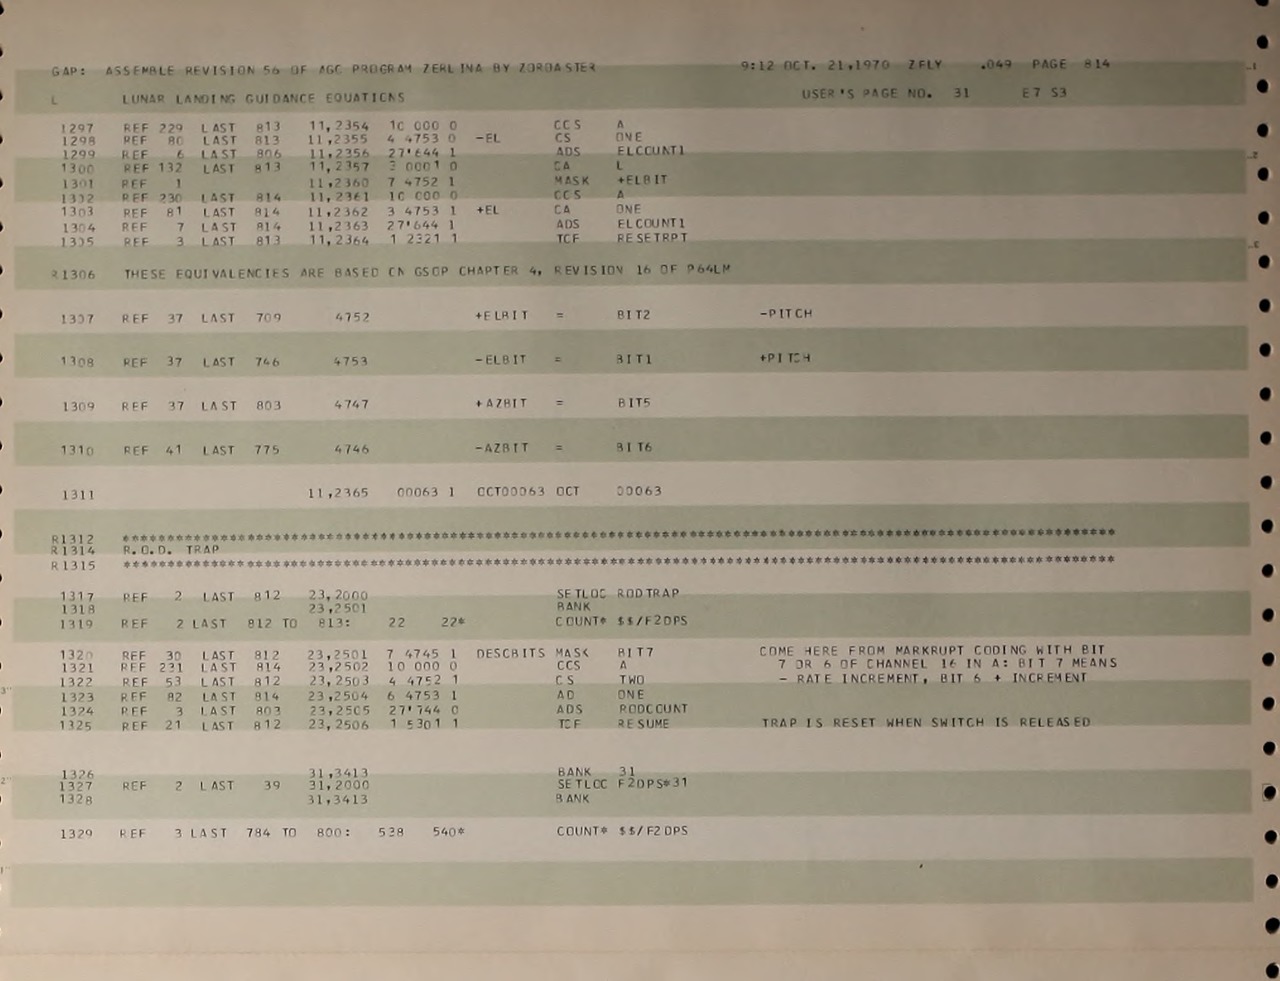 GAP: ASSEMBLE REVISION 56 OF AGC PROGRAM ZERLINA BY ZOROASTER 9:12 OCT. 21,1970 ZFLY .049 PAGE 814
L LUNAR LANDING GUIDANCE EQUATIONS USER'S PAGE NO. 31 E7 S3
1297 REF 229 LAST 813 11,2354 10 000 0 CCS A
1298 REF 80 LAST 813 11,2355 4 4753 0 -EL CS ONE
1299 REF 6 LAST 806 11,2356 27'644 1 ADS ELCOUNT1
1300 REF 132 LAST 813 11,2357 3 0001 0 CA L
1301 REF 1 11,2360 7 4752 1 MASK +ELBIT
1302 REF 230 LAST 814 11,2361 10 000 0 CCS A
1303 REF 81 LAST 814 11,2362 3 4753 1 +EL CA ONE
1304 REF 7 LAST 814 11,2363 27'644 1 ADS ELCOUNT1
1305 REF 3 LAST 813 11,2364 1 2321 1 TCF RESETRPT
R1306 THESE EQUIVALENCIES ARE BASED ON GSOP CHAPTER 4, REVISION 16 OF P64LM
1307 REF 37 LAST 709 4752 +ELBIT = BIT2 -PITCH
1308 REF 37 LAST 746 4753 -ELBIT = BIT1 +PITCH
1309 REF 37 LAST 803 4747 +AZBIT = BIT5
1310 REF 41 LAST 775 4746 -AZBIT = BIT6
1311 11,2365 00063 1 OCT00063 OCT 00063
R1312 ******************************************************************************************************************
R1314 R.O.D. TRAP
R1315 ******************************************************************************************************************
1317 REF 2 LAST 812 23,2000 SETLOC RODTRAP
1318 23,2501 BANK
1319 REF 2 LAST 812 TO 813: 22 22* COUNT* $$/F2DPS
1320 REF 30 LAST 812 23,2501 7 4745 1 DESCBITS MASK BIT7 COME HERE FROM MARKRUPT CODING WITH BIT
1321 REF 231 LAST 814 23,2502 10 000 0 CCS A 7 OR 6 OF CHANNEL 16 IN A: BIT 7 MEANS
1322 REF 53 LAST 812 23,2503 4 4752 1 CS TWO - RATE INCREMENT, BIT 6 + INCREMENT
1323 REF 82 LAST 814 23,2504 6 4753 1 AD ONE
1324 REF 3 LAST 803 23,2505 27'744 0 ADS RODCOUNT
1325 REF 21 LAST 812 23,2506 1 5301 1 TCF RESUME TRAP IS RESET WHEN SWITCH IS RELEASED
1326 31,3413 BANK 31
1327 REF 2 LAST 39 31,2000 SETLOC F2DPS*31
1328 31,3413 BANK
1329 REF 3 LAST 784 TO 800: 538 540* COUNT* $$/F2DPS